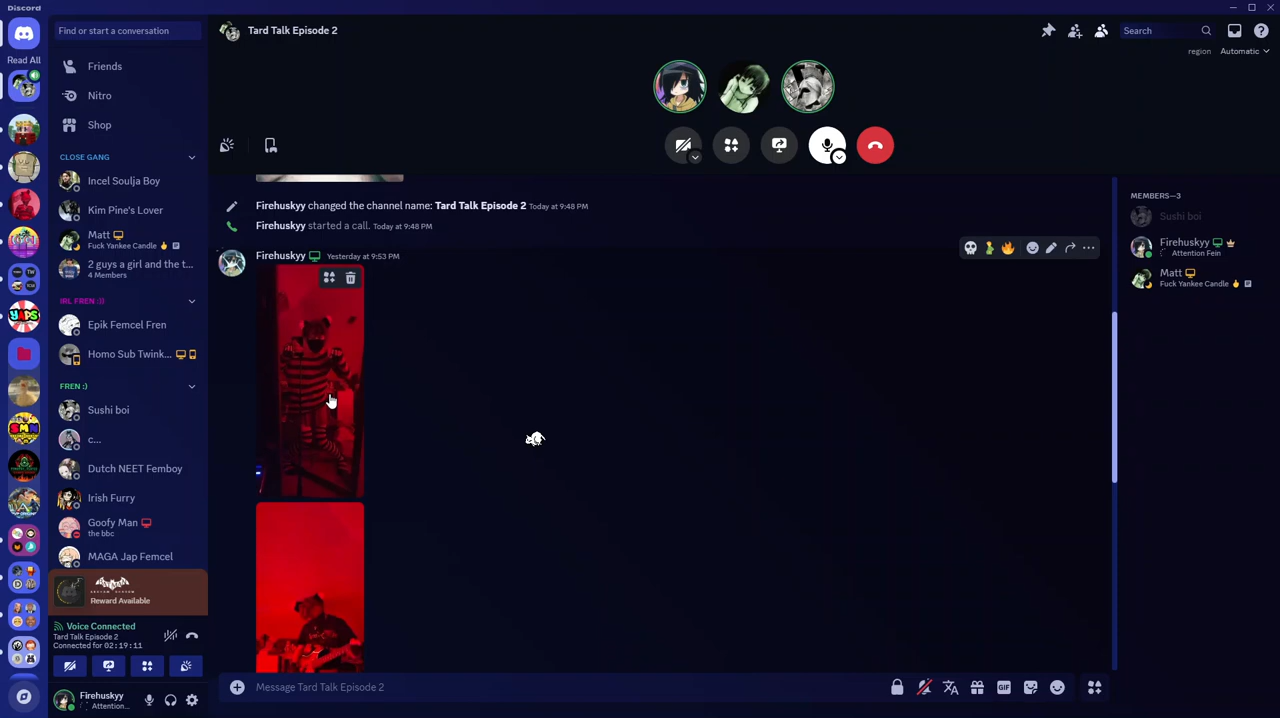 Discord
Tard Talk Episode 2
Find or start a conversation
Search
region Automatic
Read All
Friends
Nitro
Shop
CLOSE GANG
Incel Soulja Boy
Kim Pine's Lover
Matt
Fuck Yankee Candle
2 guys a girl and the t...
4 Members
IRL FREN :))
Epik Femcel Fren
Homo Sub Twink...
FREN :)
Sushi boi
c...
Dutch NEET Femboy
Irish Furry
Goofy Man
the bbc
MAGA Jap Femcel
BATMAN
Reward Available
Voice Connected
Tard Talk Episode 2
Connected for 02:19:11
Firehuskyy
Attention...
Firehuskyy changed the channel name: Tard Talk Episode 2 Today at 9:48 PM
Firehuskyy started a call. Today at 9:48 PM
Firehuskyy Yesterday at 9:53 PM
Message Tard Talk Episode 2
GIF
MEMBERS—3
Sushi boi
Firehuskyy
Attention Fein
Matt
Fuck Yankee Candle